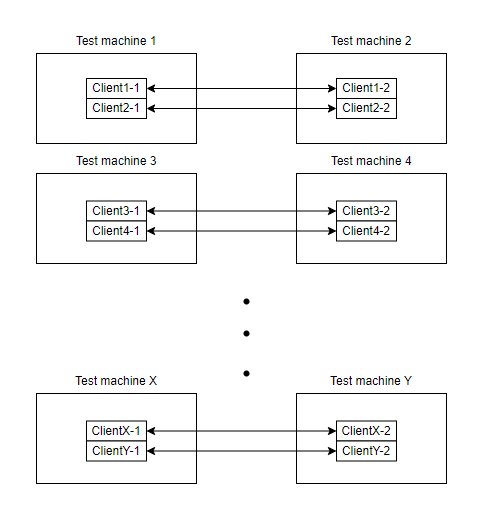 Test machine 1
Test machine 2
Client1-1
Client1-2
Client2-1
Client2-2
Test machine 3
Test machine 4
Client3-1
Client3-2
Client4-1
Client4-2
Test machine X
Test machine Y
ClientX-1
ClientX-2
ClientY-1
ClientY-2